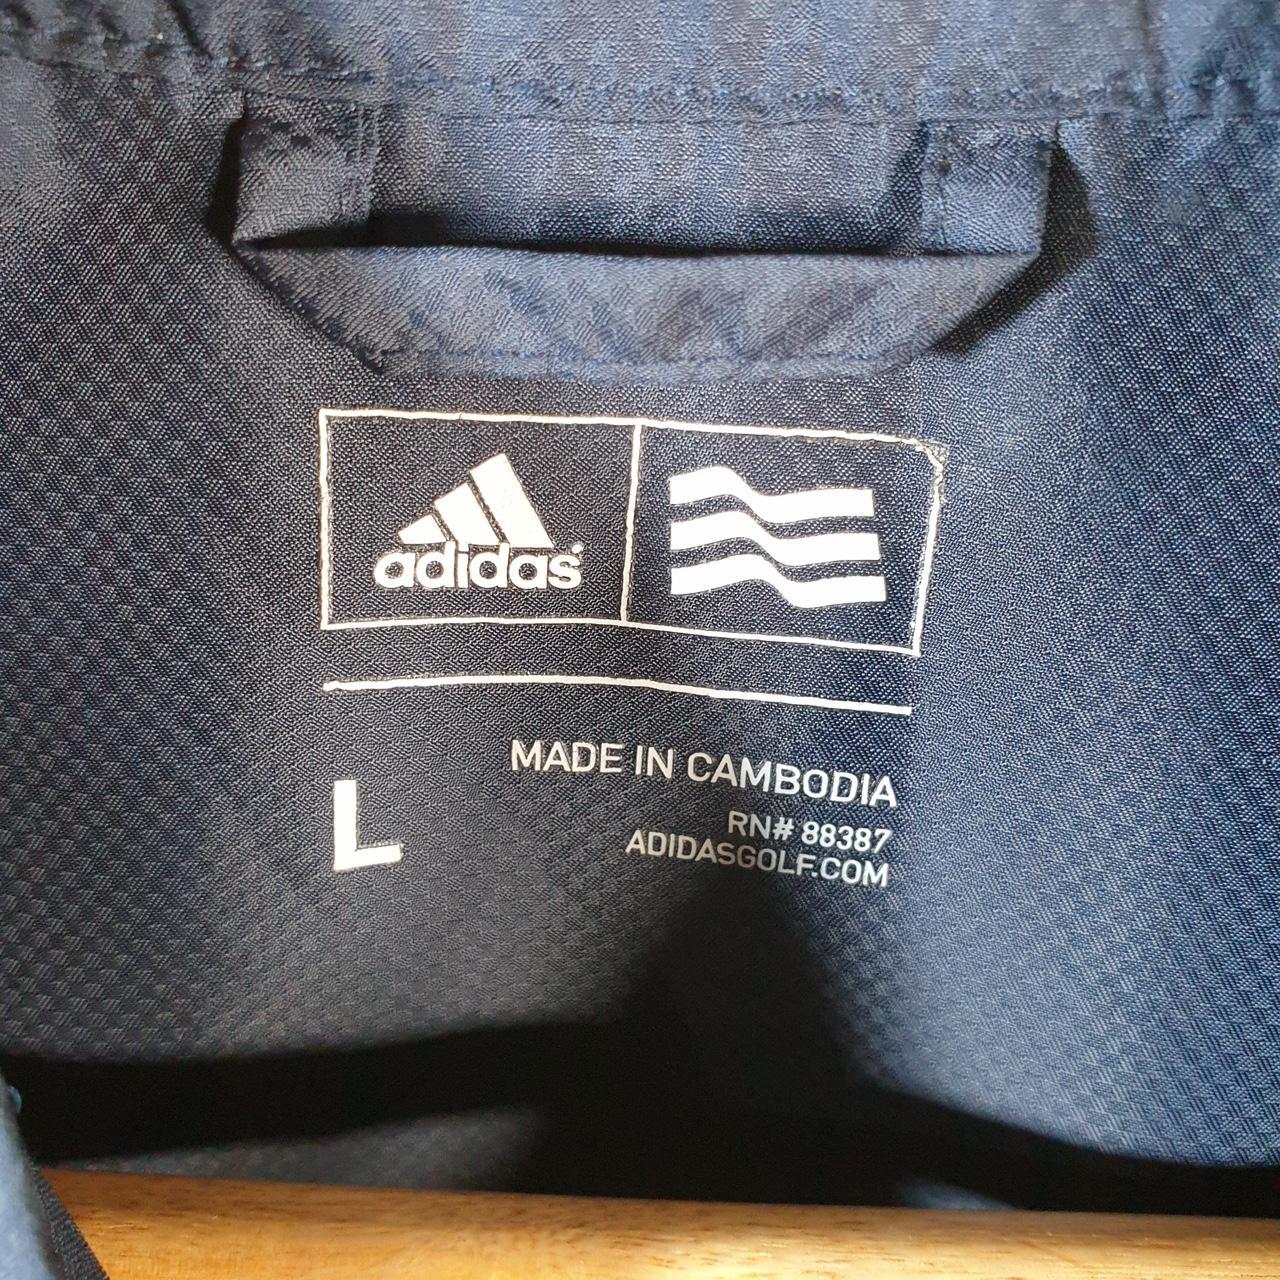 adidas
MADE IN CAMBODIA
L
RN# 88387
ADIDASGOLF.COM